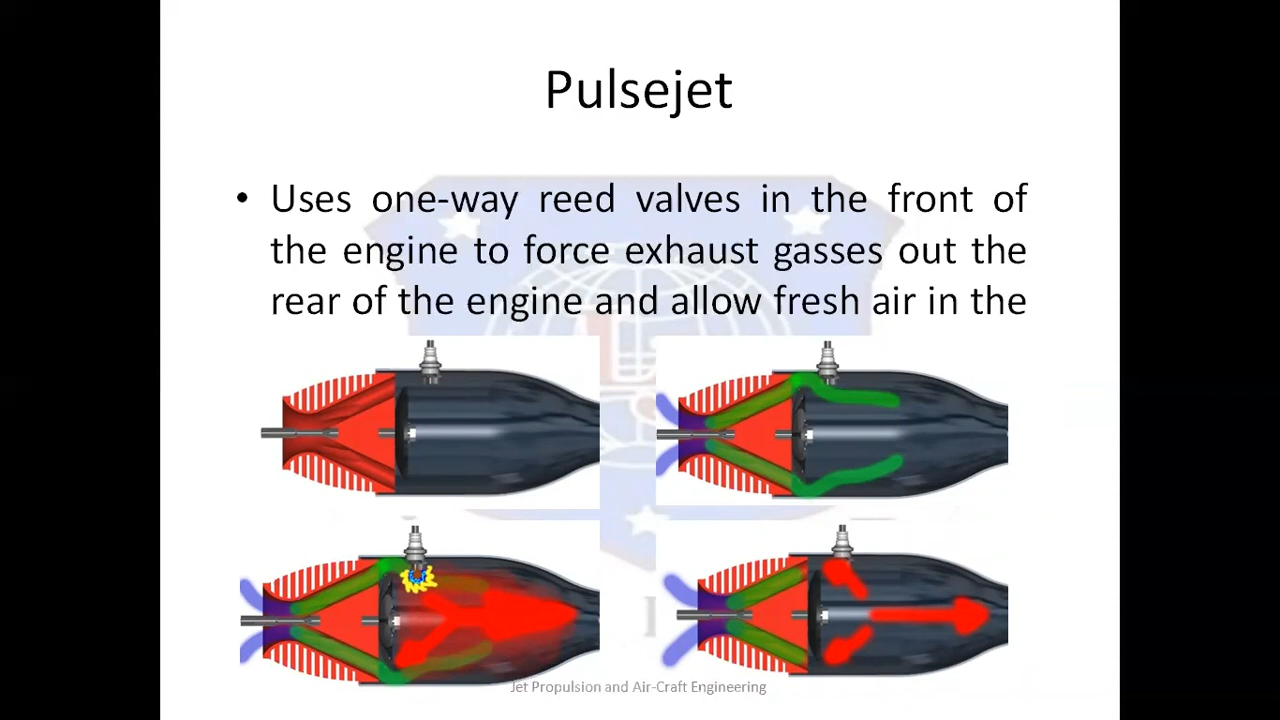 Pulsejet
• Uses one-way reed valves in the front of
the engine to force exhaust gasses out the
rear of the engine and allow fresh air in the
Jet Propulsion and Air-Craft Engineering